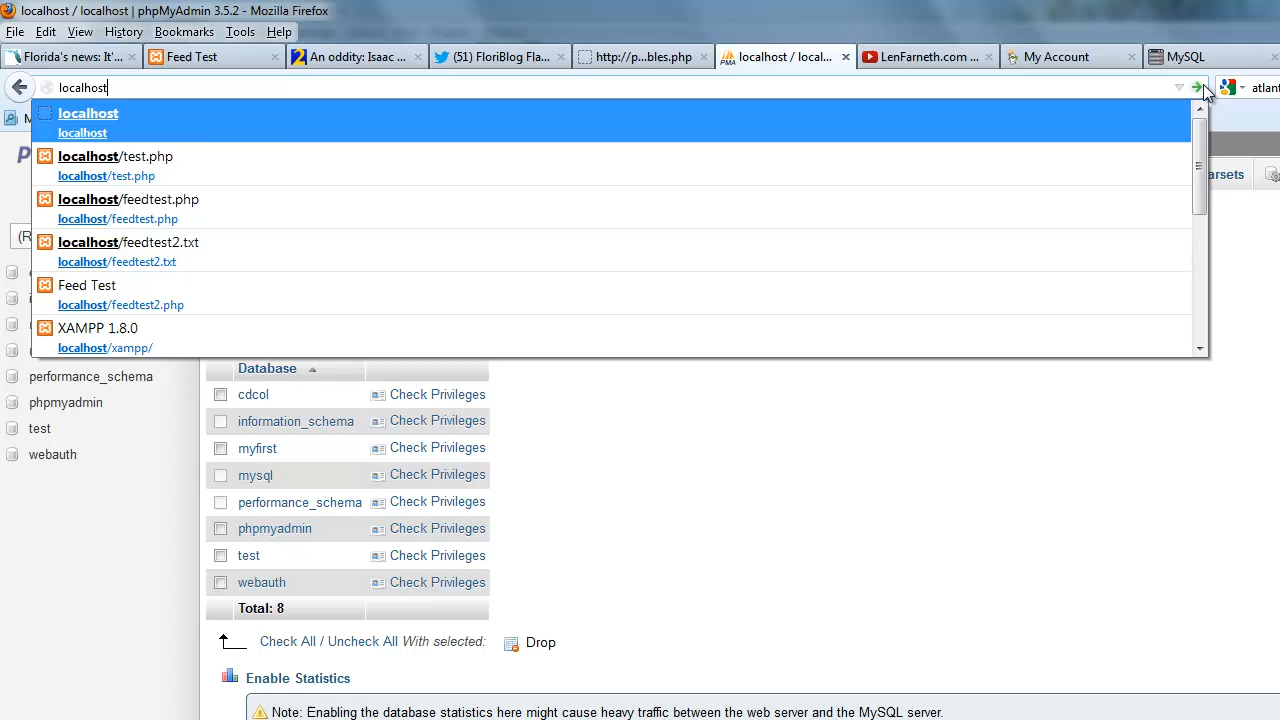 localhost / localhost | phpMyAdmin 3.5.2 - Mozilla Firefox
File Edit View History Bookmarks Tools Help
Florida's news: It'... × Feed Test × An oddity: Isaac ... × (51) FloriBlog Fla... × http://p...bles.php × PMA localhost / local... × LenFarneth.com ... × My Account × MySQL ×
localhost atlant
localhost
localhost
localhost/test.php
localhost/test.php
localhost/feedtest.php
localhost/feedtest.php
localhost/feedtest2.txt
localhost/feedtest2.txt
Feed Test
localhost/feedtest2.php
XAMPP 1.8.0
localhost/xampp/
arsets
(R
Database
performance_schema
phpmyadmin
test
webauth
cdcol Check Privileges
information_schema Check Privileges
myfirst Check Privileges
mysql Check Privileges
performance_schema Check Privileges
phpmyadmin Check Privileges
test Check Privileges
webauth Check Privileges
Total: 8
Check All / Uncheck All With selected: Drop
Enable Statistics
Note: Enabling the database statistics here might cause heavy traffic between the web server and the MySQL server.